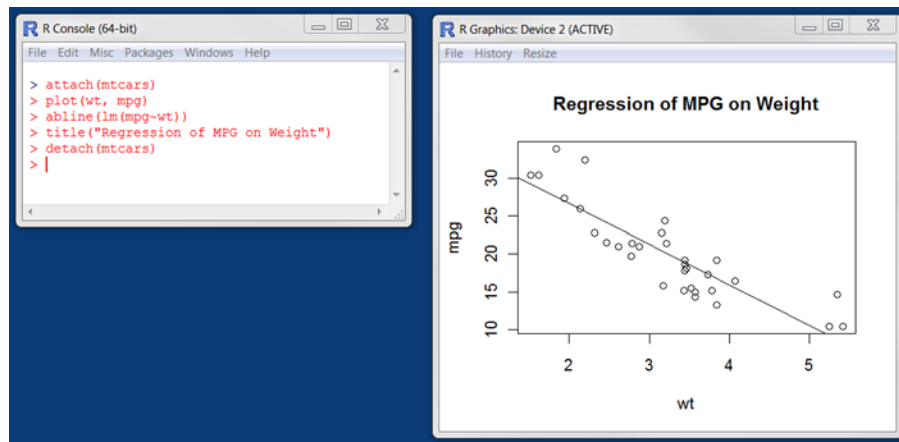 R Console (64-bit)
File Edit Misc Packages Windows Help
> attach(mtcars)
> plot(wt, mpg)
> abline(lm(mpg~wt))
> title("Regression of MPG on Weight")
> detach(mtcars)
>
R Graphics: Device 2 (ACTIVE)
File History Resize
Regression of MPG on Weight
mpg
30
25
20
15
10
2 3 4 5
wt